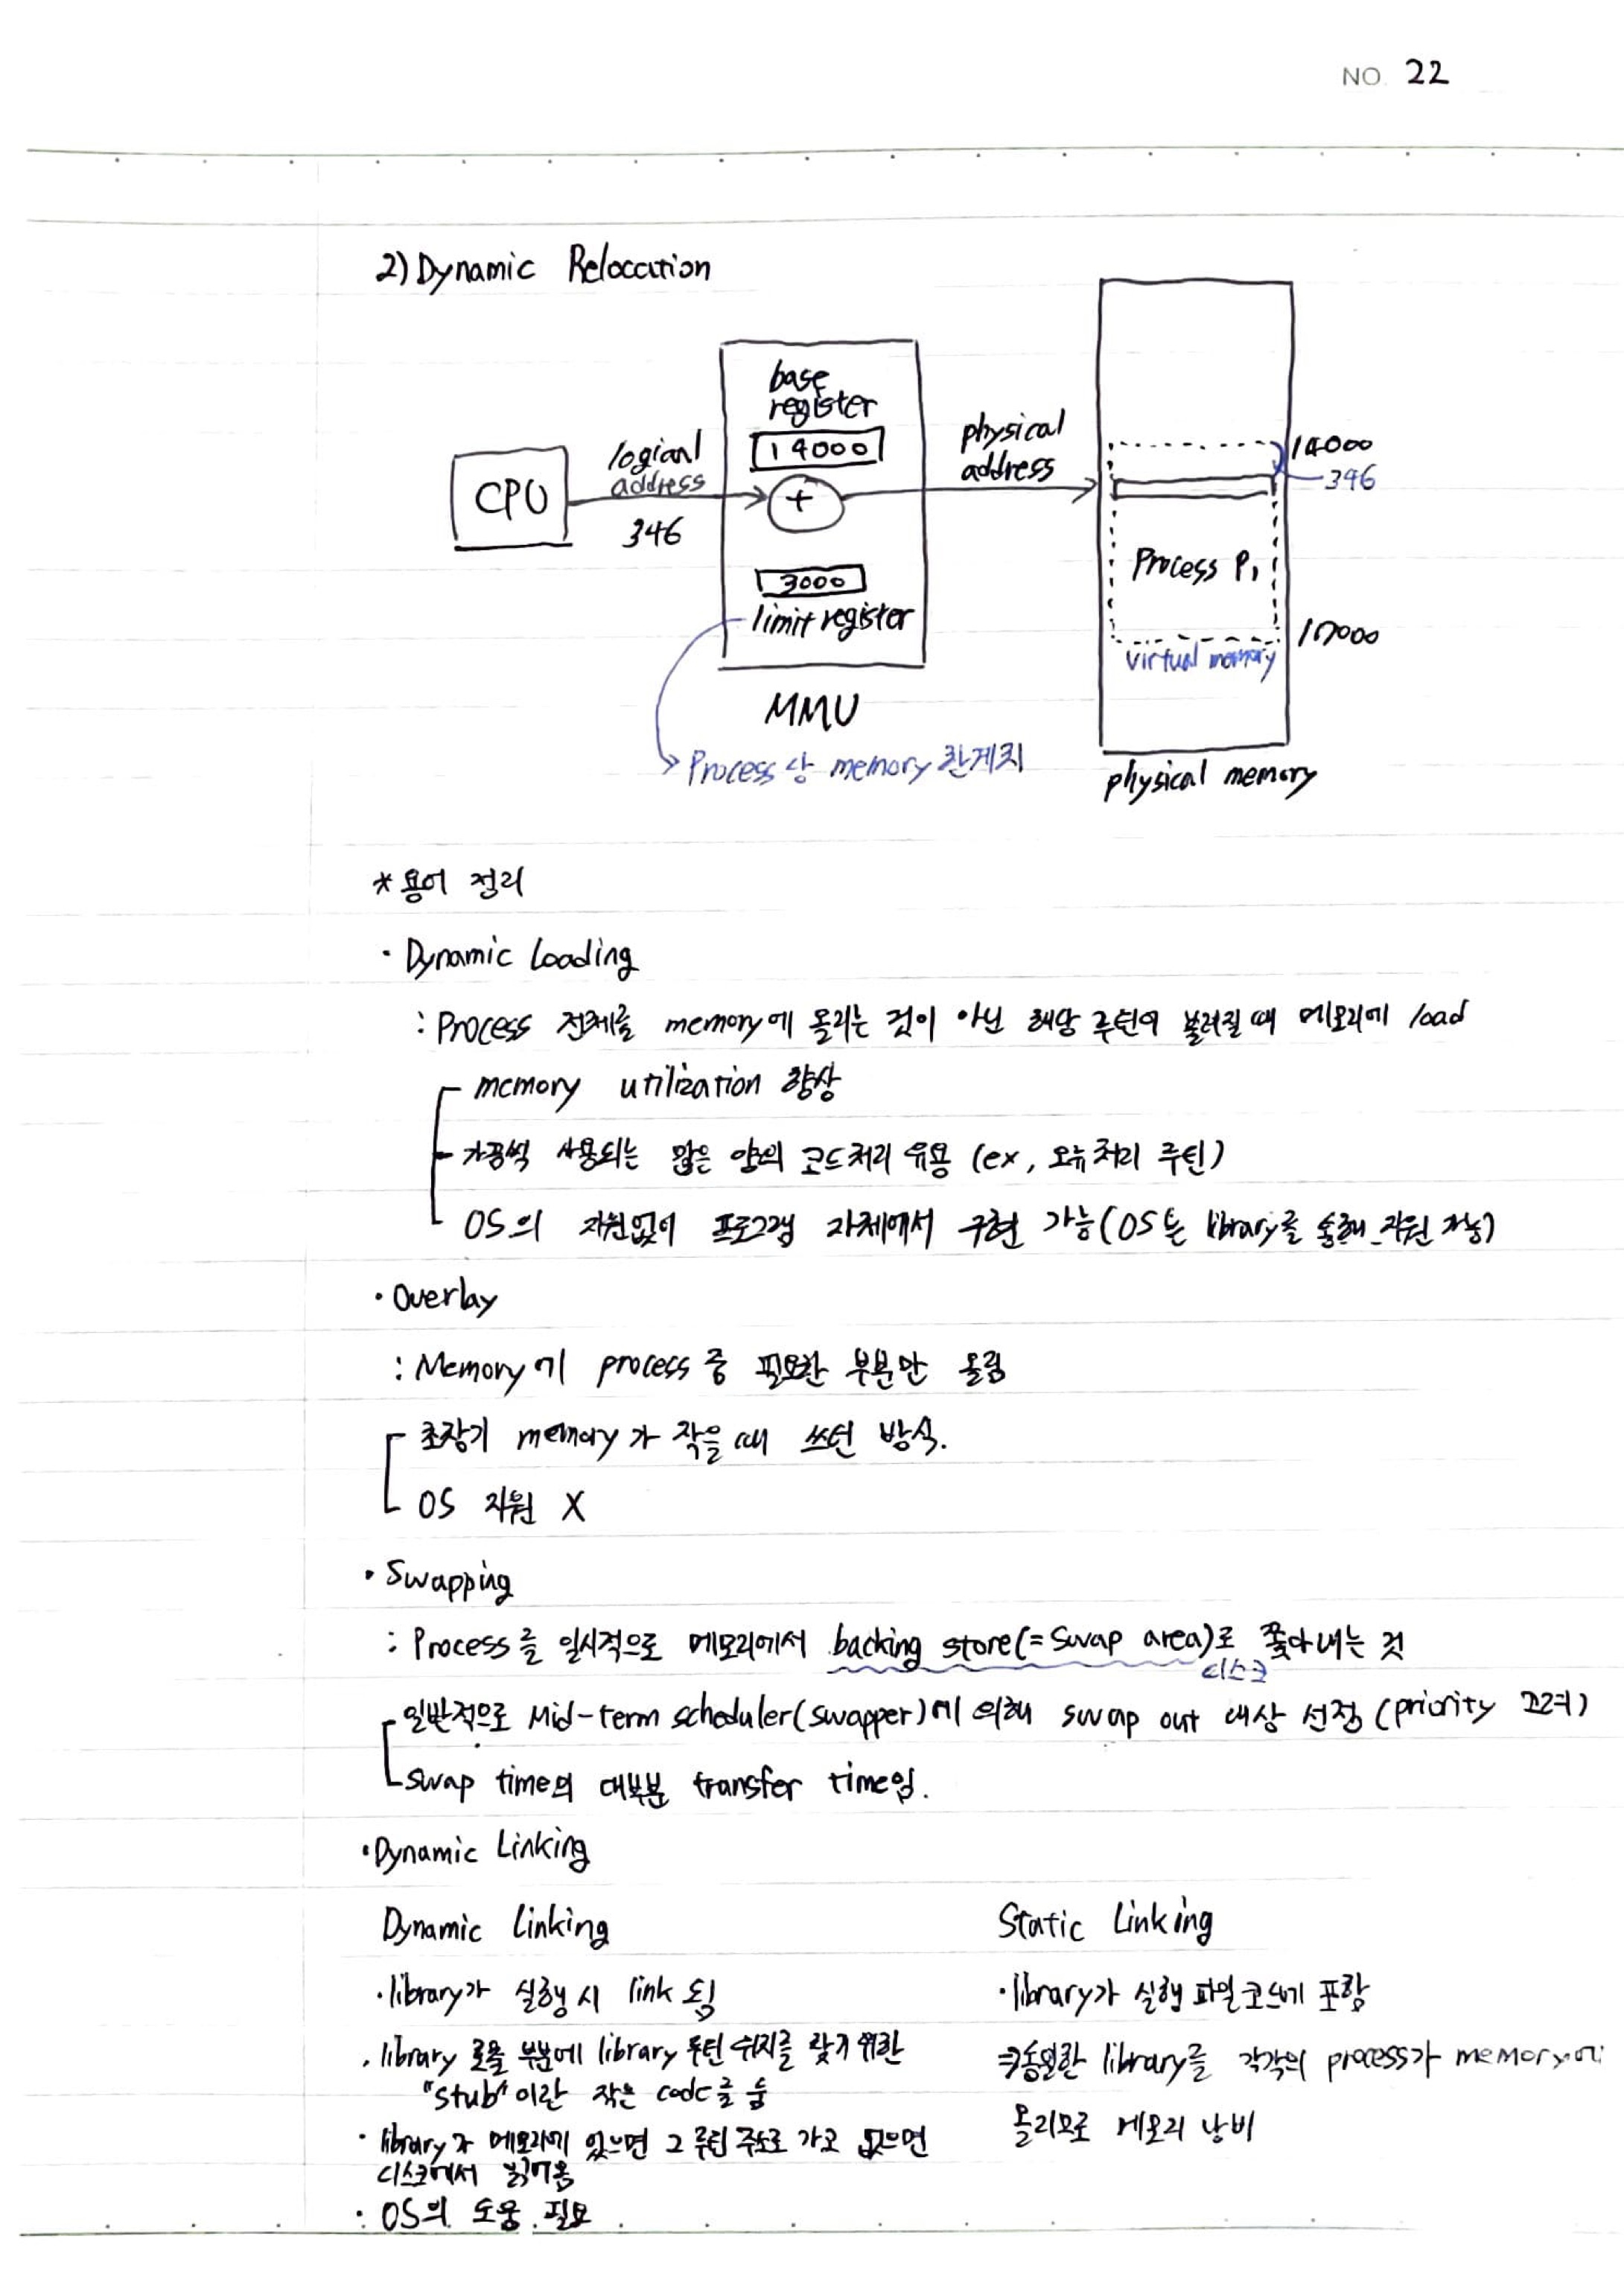 NO. 22
2) Dynamic Relocation
base
register
14000
logical
address
346
CPU
+
3000
limit register
MMU
Process 상 memory 한계치
physical
address
14000
346
Process P₁
17000
virtual memory
physical memory
* 용어 정리
· Dynamic Loading
: Process 전체를 memory에 올리는 것이 아닌 해당 루틴이 불려질 때 메모리에 load
memory utilization 향상
가끔씩 사용되는 많은 양의 코드처리 유용 (ex, 오류처리 루틴)
OS의 지원없이 프로그램 자체에서 구현 가능(OS는 library를 통해 지원 가능)
· Overlay
: Memory에 process 중 필요한 부분만 올림
초창기 memory가 작을 때 쓰던 방식.
OS 지원 X
· Swapping
: Process를 일시적으로 메모리에서 backing store(=swap area)로 쫓아내는 것
디스크
일반적으로 Mid-term scheduler(swapper)에 의해 swap out 대상 선정 (priority 고려)
swap time의 대부분 transfer time임.
· Dynamic Linking
Dynamic Linking
· library가 실행 시 link 됨
· library 호출 부분에 library 루틴 위치를 찾기 위한
"stub"이란 작은 code를 둠
· library가 메모리에 있으면 그 루틴 주소로 가고 없으면
디스크에서 읽어옴
· OS의 도움 필요
Static Linking
· library가 실행 파일 코드에 포함
⇒ 동일한 library를 각각의 process가 memory에
올리므로 메모리 낭비